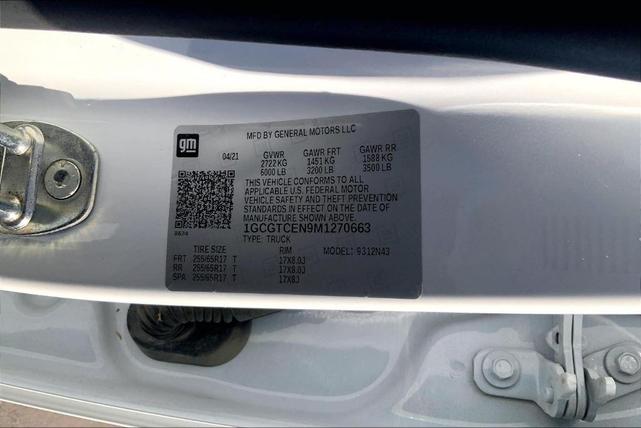 MFD BY GENERAL MOTORS LLC
gm
04/21 GVWR GAWR FRT GAWR RR
2722 KG 1451 KG 1588 KG
6000 LB 3200 LB 3500 LB
THIS VEHICLE CONFORMS TO ALL
APPLICABLE U.S. FEDERAL MOTOR
VEHICLE SAFETY AND THEFT PREVENTION
STANDARDS IN EFFECT ON THE DATE OF
MANUFACTURE SHOWN ABOVE.
1GCGTCEN9M1270663
TYPE: TRUCK
TIRE SIZE RIM MODEL: 9312N43
FRT 255/65R17 T 17X8.0J
RR 255/65R17 T 17X8.0J
SPA 255/65R17 T 17X8J